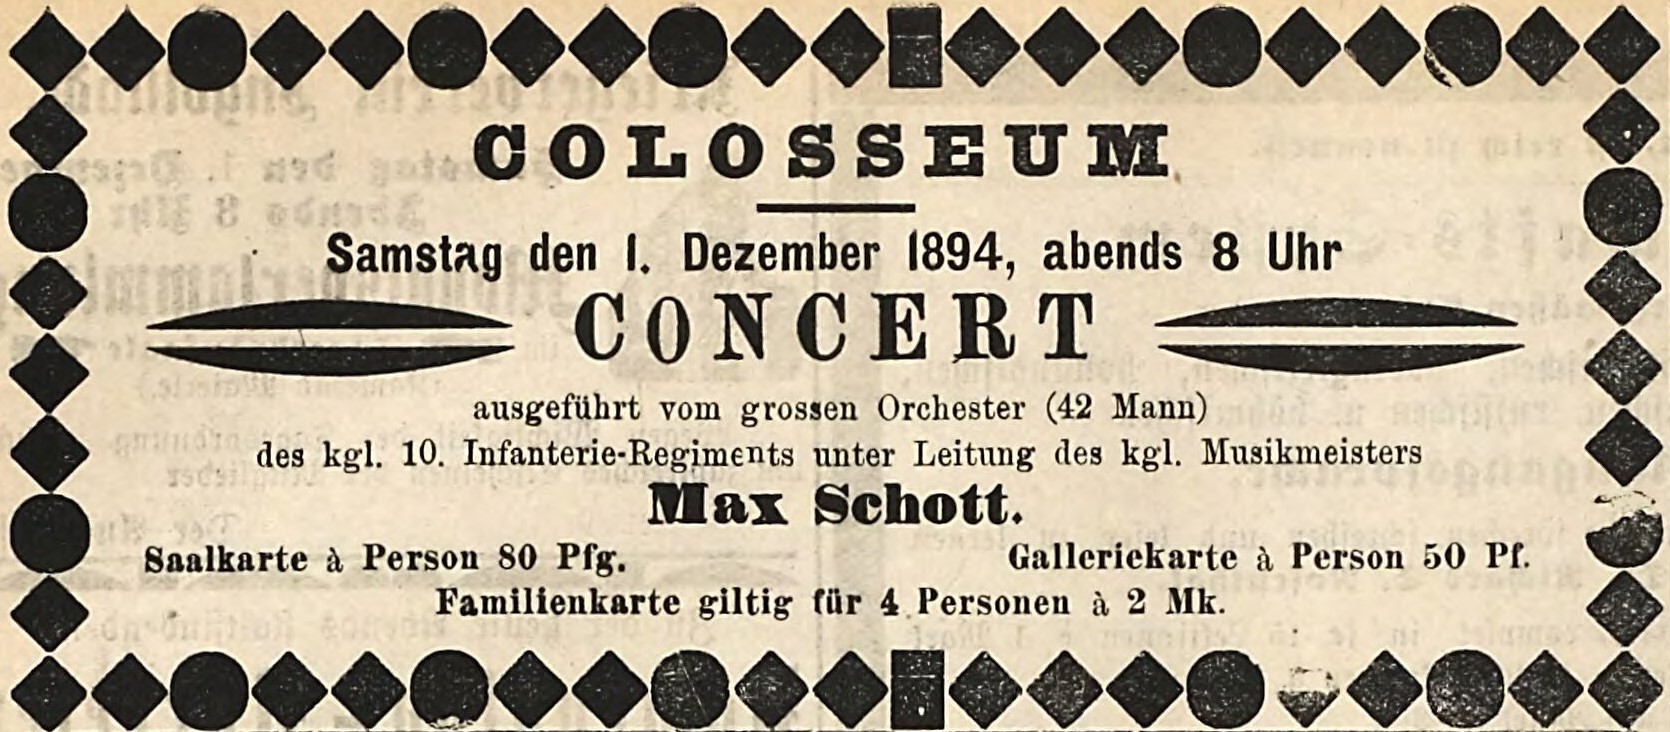 COLOSSEUM
Samstag den 1. Dezember 1894, abends 8 Uhr
CONCERT
ausgeführt vom grossen Orchester (42 Mann)
des kgl. 10. Infanterie-Regiments unter Leitung des kgl. Musikmeisters
Max Schott.
Saalkarte à Person 80 Pfg. Galleriekarte à Person 50 Pf.
Familienkarte giltig für 4 Personen à 2 Mk.